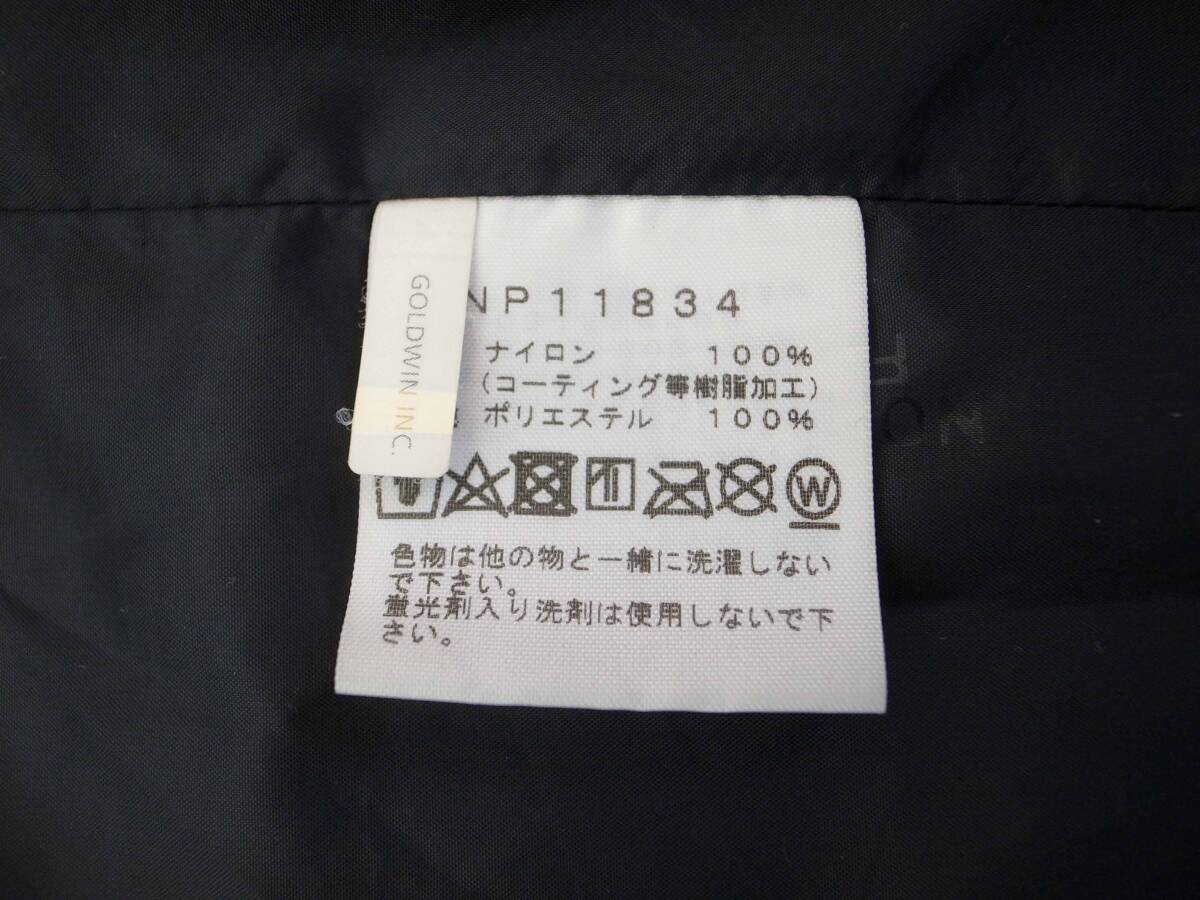 GOLDWIN INC.
NP11834
ナイロン 100%
(コーティング等樹脂加工)
ポリエステル 100%
W
色物は他の物と一緒に洗濯しない
で下さい。
蛍光剤入り洗剤は使用しないで下
さい。